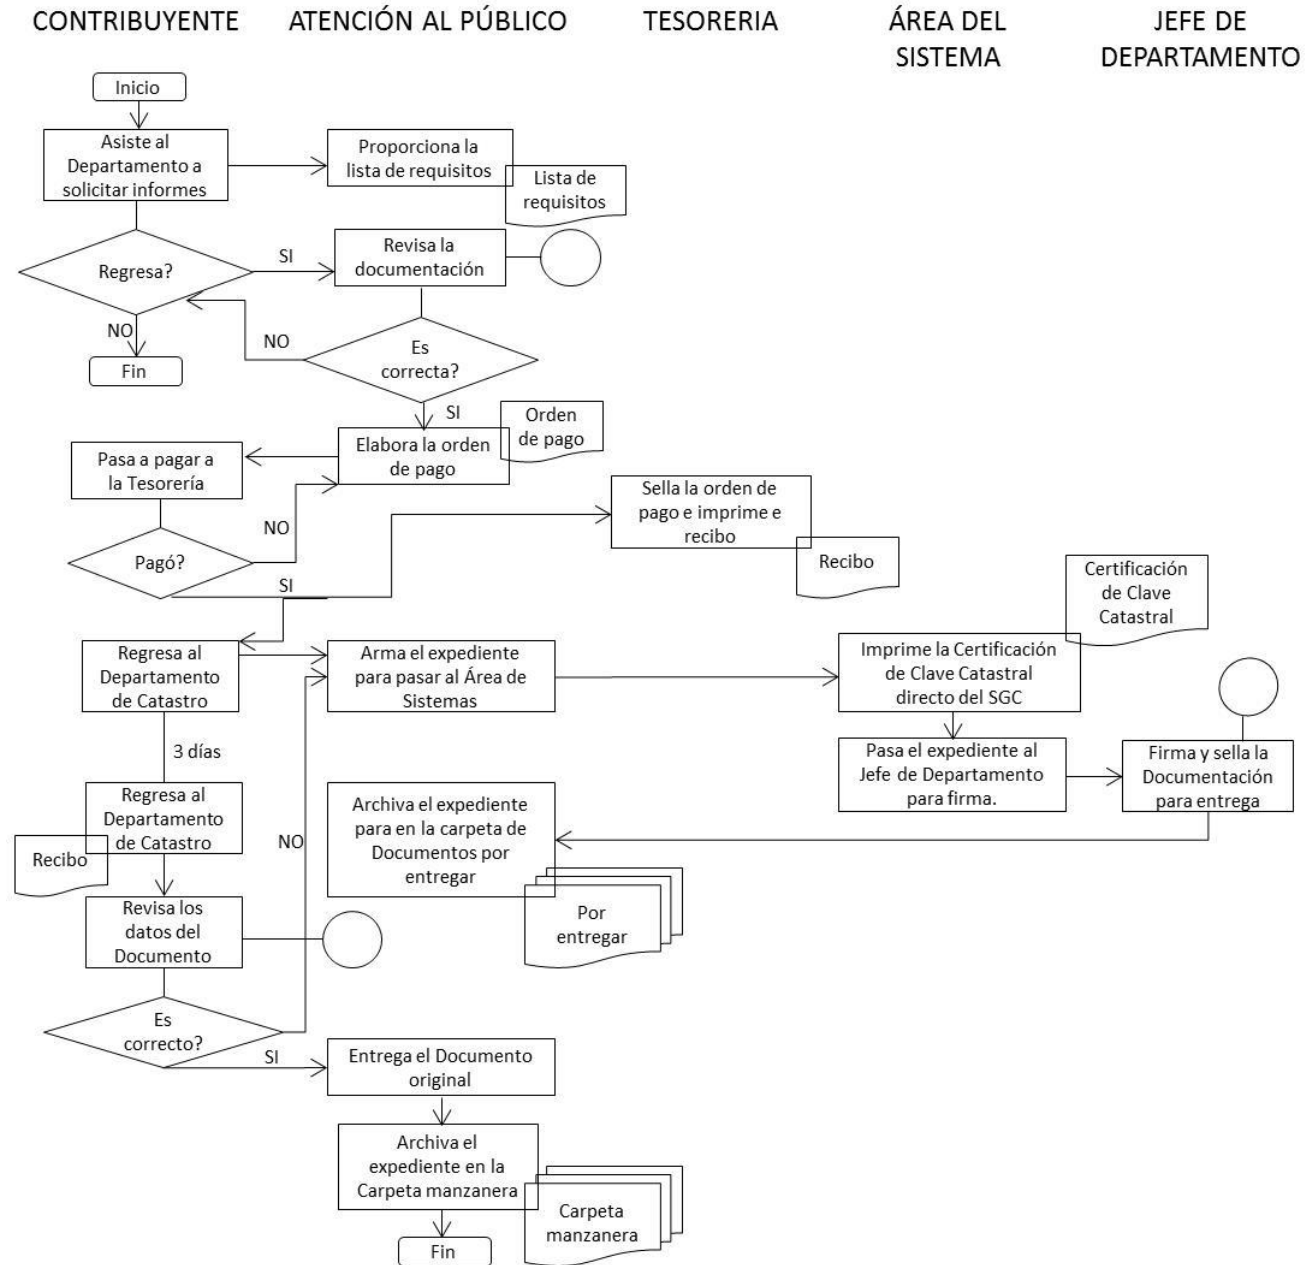 CONTRIBUYENTE
ATENCIÓN AL PÚBLICO
TESORERIA
ÁREA DEL
SISTEMA
JEFE DE
DEPARTAMENTO
Inicio
Asiste al
Departamento a
solicitar informes
Proporciona la
lista de requisitos
Lista de
requisitos
Regresa?
SI
Revisa la
documentación
NO
Fin
NO
Es
correcta?
SI
Orden
de pago
Elabora la orden
de pago
Pasa a pagar a
la Tesorería
NO
Pagó?
SI
Sella la orden de
pago e imprime e
recibo
Recibo
Certificación
de Clave
Catastral
Regresa al
Departamento
de Catastro
Arma el expediente
para pasar al Área de
Sistemas
Imprime la Certificación
de Clave Catastral
directo del SGC
3 días
Pasa el expediente al
Jefe de Departamento
para firma.
Firma y sella la
Documentación
para entrega
Regresa al
Departamento
de Catastro
Recibo
NO
Archiva el expediente
para en la carpeta de
Documentos por
entregar
Por
entregar
Revisa los
datos del
Documento
Es
correcto?
SI
Entrega el Documento
original
Archiva el
expediente en la
Carpeta manzanera
Carpeta
manzanera
Fin